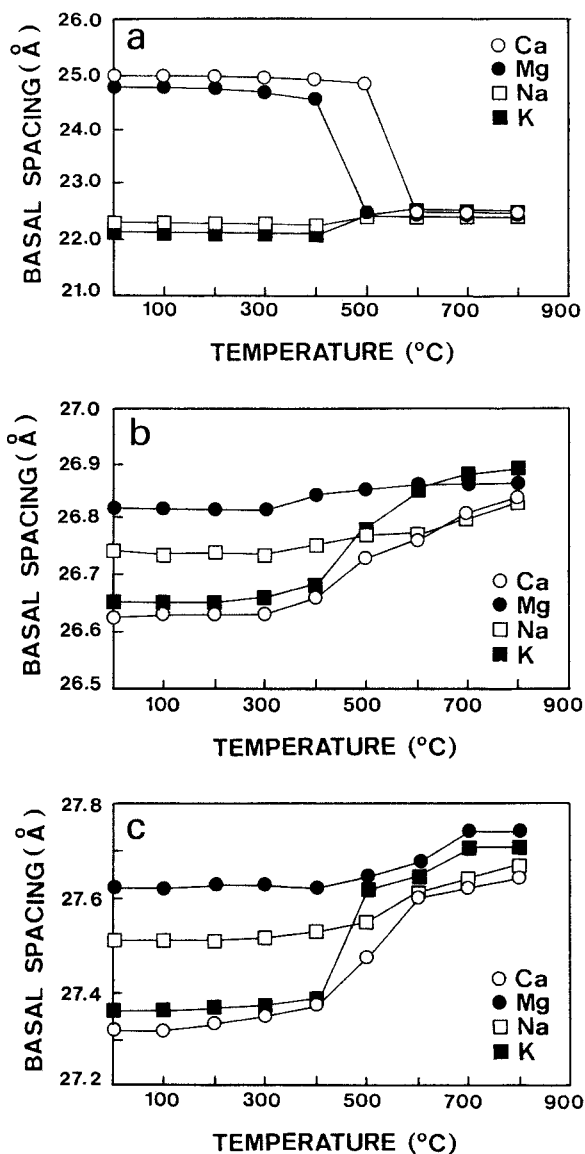 a
26.0
25.0
24.0
23.0
22.0
21.0
BASAL SPACING (Å)
Ca
Mg
Na
K
100 300 500 700 900
TEMPERATURE (°C)
b
27.0
26.9
26.8
26.7
26.6
26.5
BASAL SPACING (Å)
Ca
Mg
Na
K
100 300 500 700 900
TEMPERATURE (°C)
c
27.8
27.6
27.4
27.2
BASAL SPACING (Å)
Ca
Mg
Na
K
100 300 500 700 900
TEMPERATURE (°C)